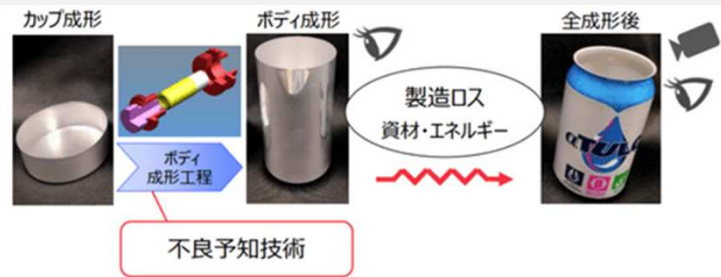 カップ成形
ボディ成形
全成形後
製造ロス
資材・エネルギー
ボディ
成形工程
不良予知技術
TULC